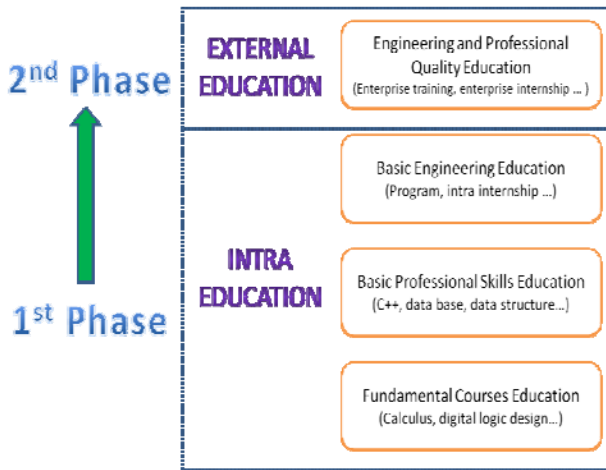 2nd Phase
1st Phase
EXTERNAL
EDUCATION
Engineering and Professional
Quality Education
(Enterprise training, enterprise internship ... )
INTRA
EDUCATION
Basic Engineering Education
(Program, intra internship ...)
Basic Professional Skills Education
(C++, data base, data structure...)
Fundamental Courses Education
(Calculus, digital logic design...)